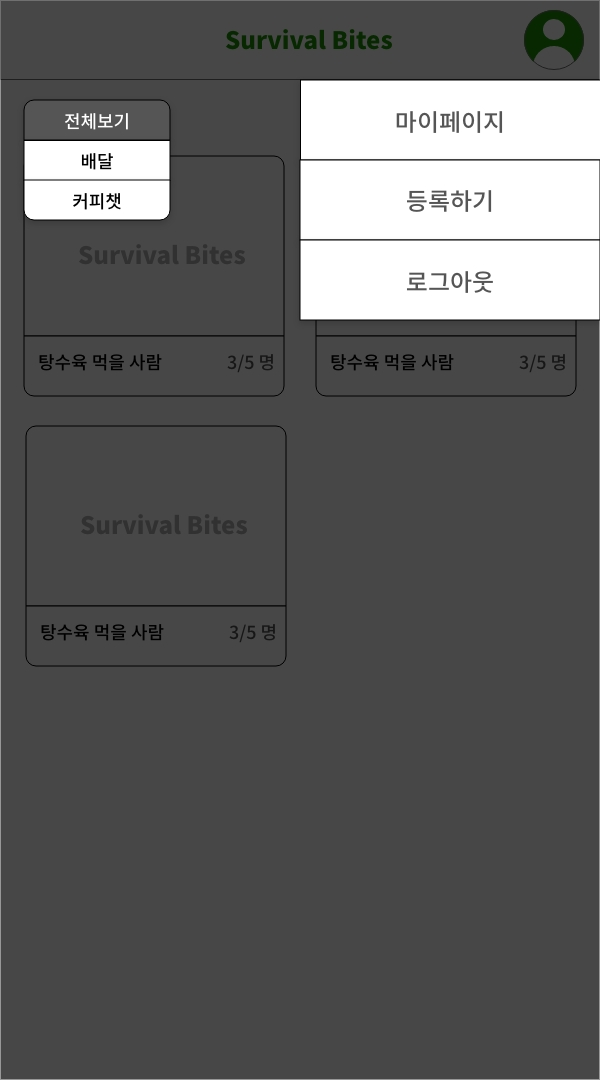 Survival Bites
전체보기
배달
커피챗
마이페이지
등록하기
로그아웃
Survival Bites
탕수육 먹을 사람 3/5 명
탕수육 먹을 사람 3/5 명
Survival Bites
탕수육 먹을 사람 3/5 명